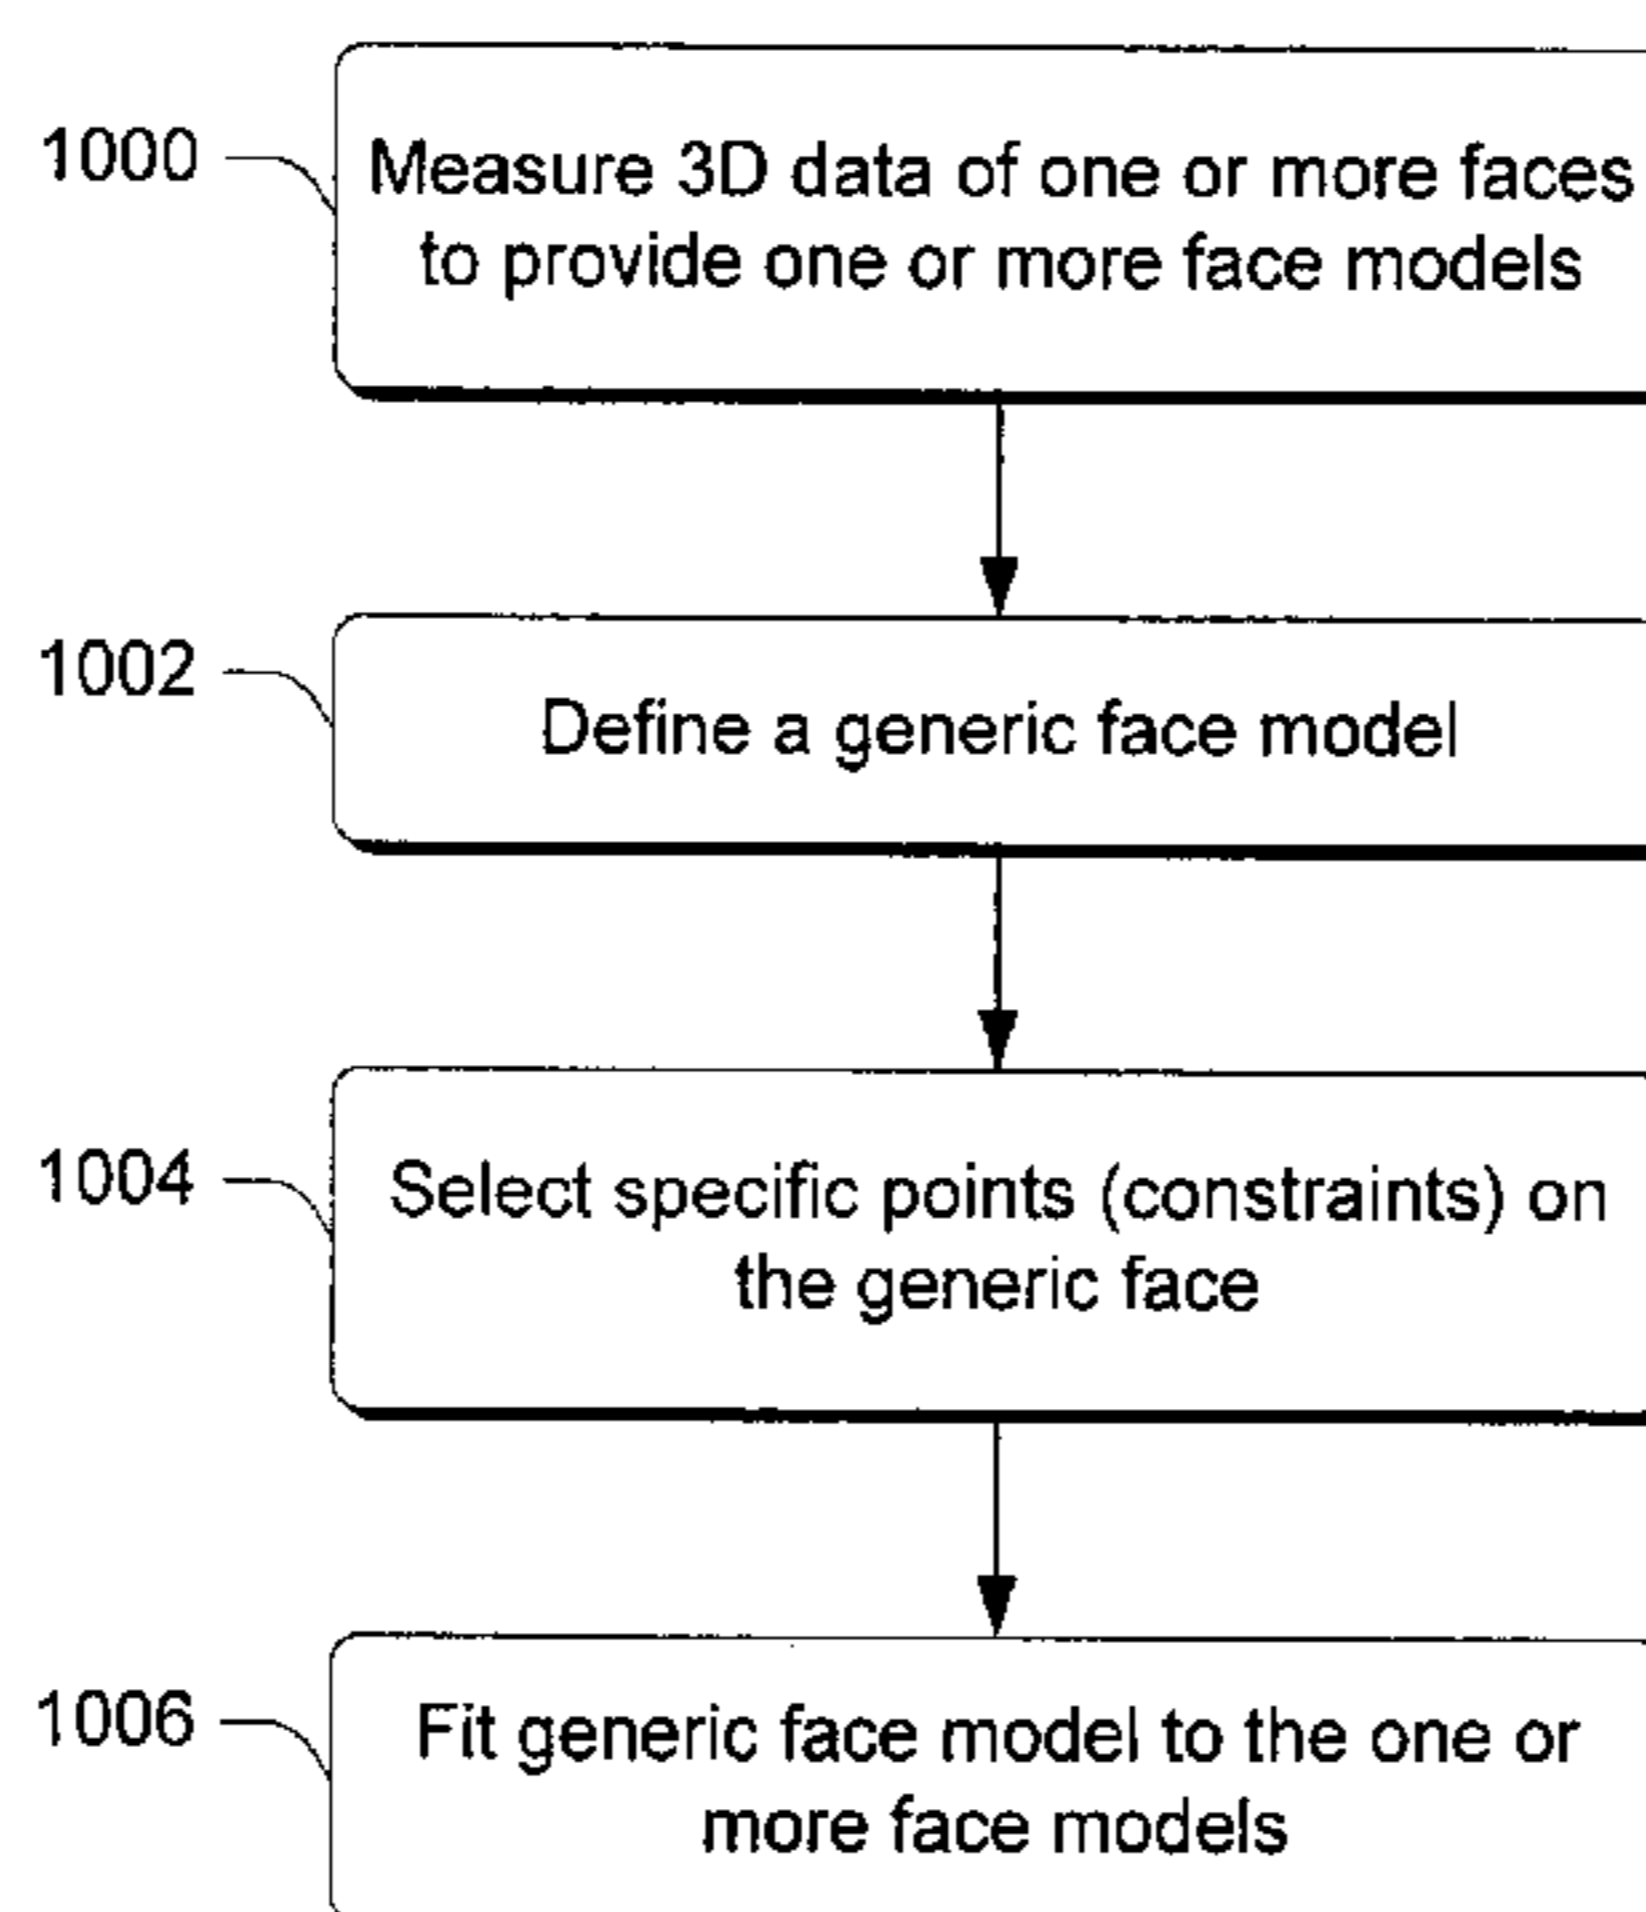 1000
Measure 3D data of one or more faces
to provide one or more face models
1002
Define a generic face model
1004
Select specific points (constraints) on
the generic face
1006
Fit generic face model to the one or
more face models